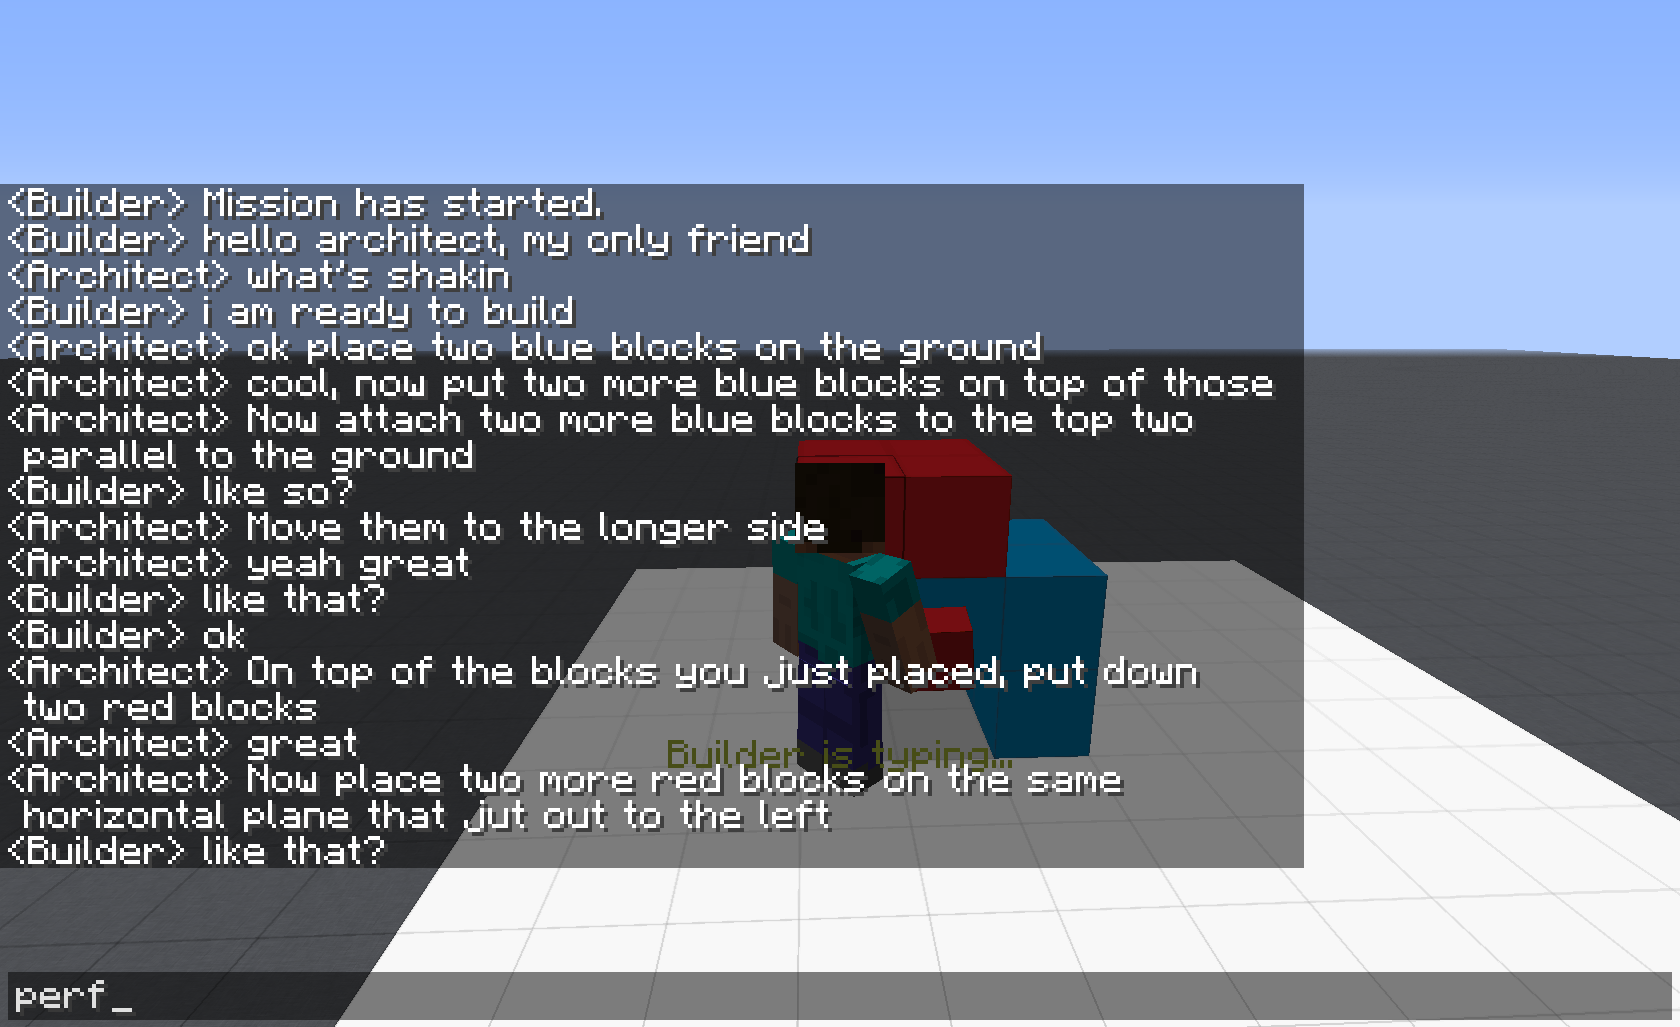 <Builder> Mission has started.
<Builder> hello architect, my only friend
<Architect> what's shakin
<Builder> i am ready to build
<Architect> ok place two blue blocks on the ground
<Architect> cool, now put two more blue blocks on top of those
<Architect> Now attach two more blue blocks to the top two
parallel to the ground
<Builder> like so?
<Architect> Move them to the longer side
<Architect> yeah great
<Builder> like that?
<Builder> ok
<Architect> On top of the blocks you just placed, put down
two red blocks
<Architect> great
Builder is typing...
<Architect> Now place two more red blocks on the same
horizontal plane that jut out to the left
<Builder> like that?
perf_